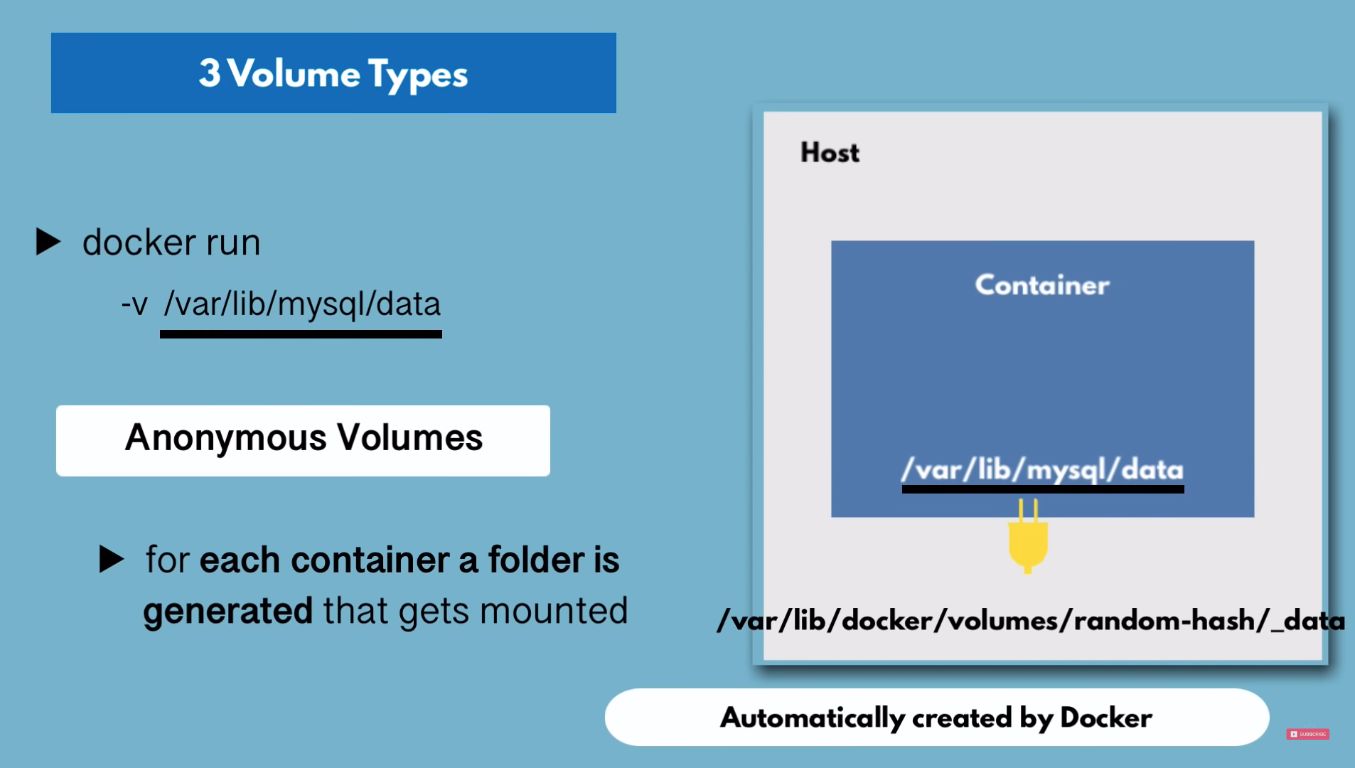 3 Volume Types
docker run
-v /var/lib/mysql/data
Anonymous Volumes
for each container a folder is
generated that gets mounted
Host
Container
/var/lib/mysql/data
/var/lib/docker/volumes/random-hash/_data
Automatically created by Docker
SUBSCRIBE